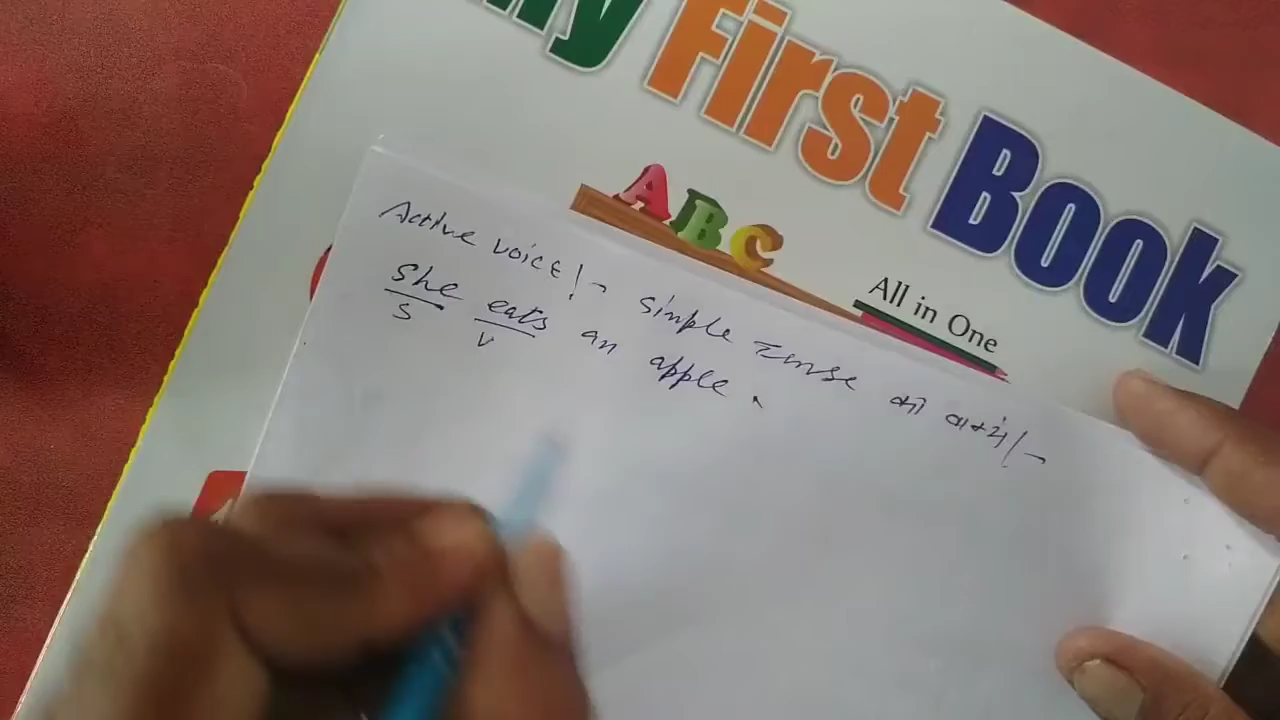 My First Book
ABC
All in One
Active voice!- simple Tense की वाच्य!-
She eats an apple.
S V